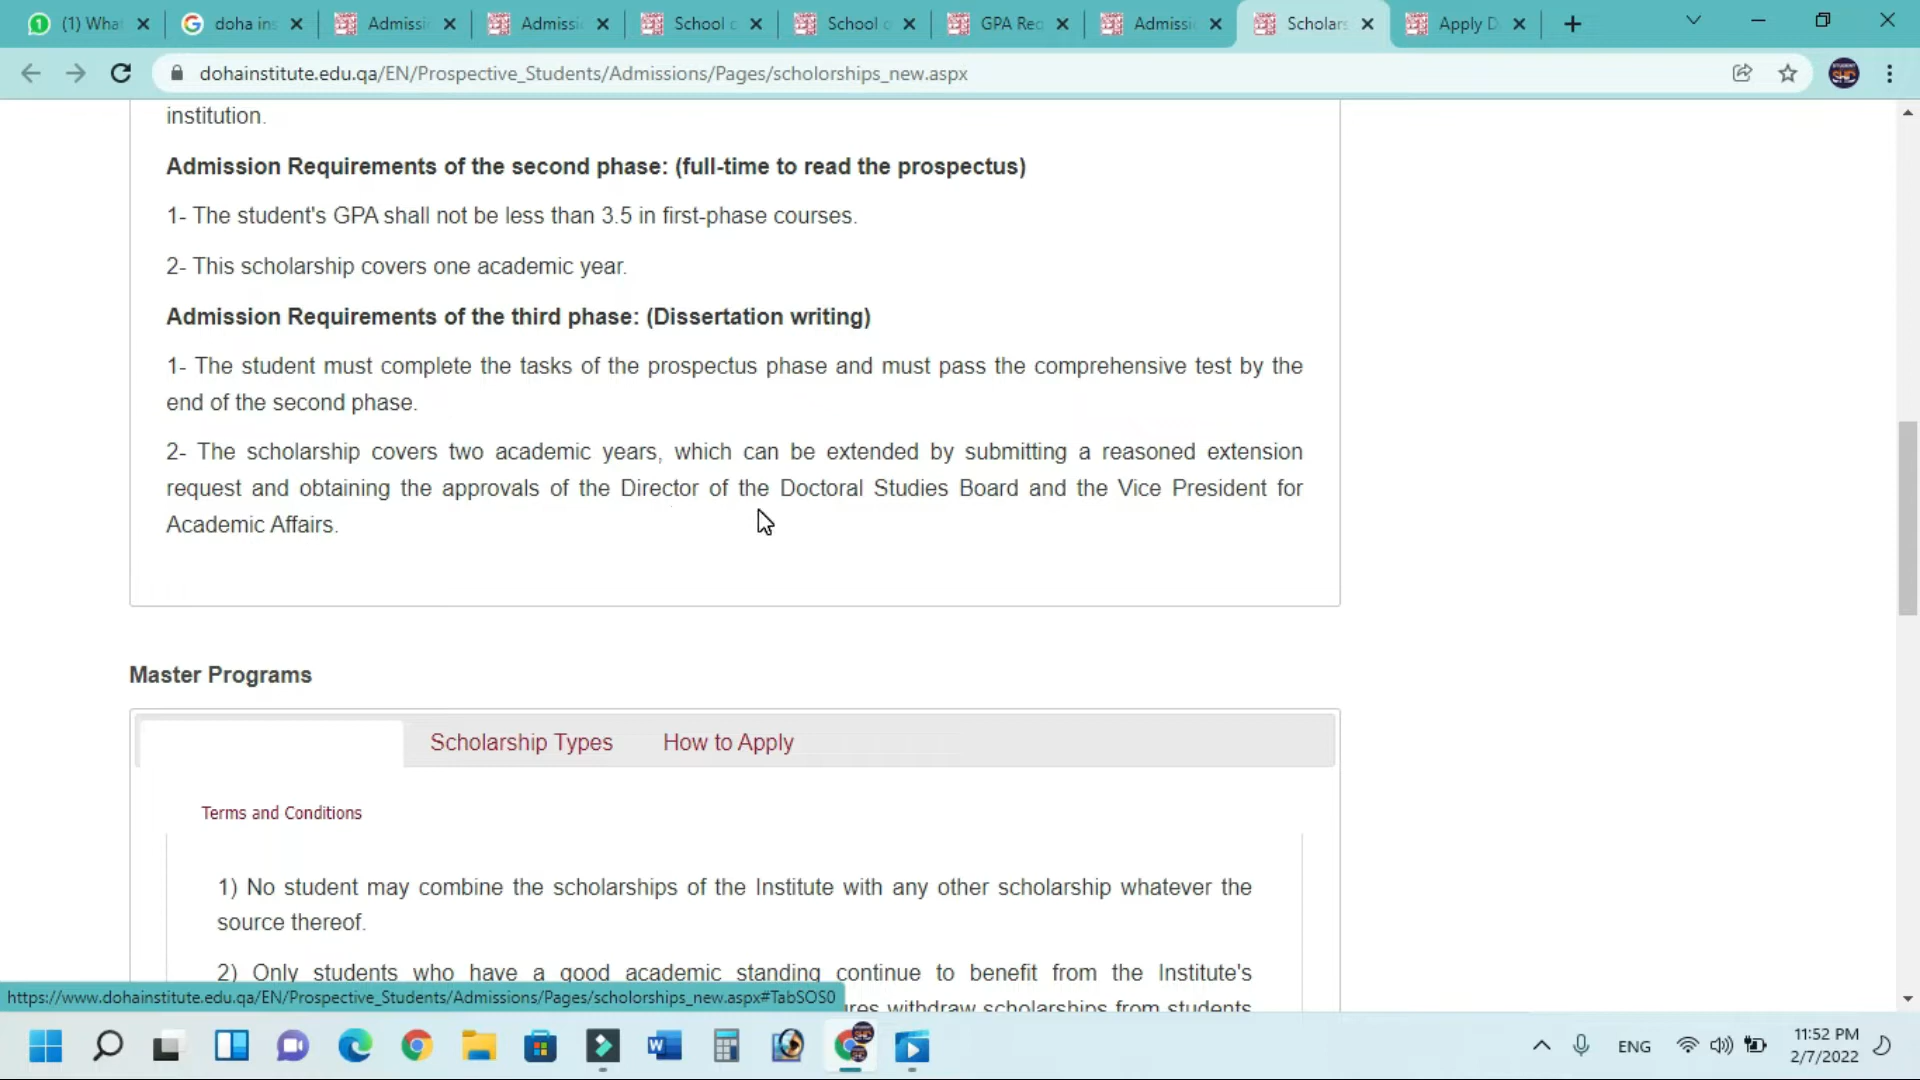 (1) What
doha ins
Admissi
Admissi
School o
School o
GPA Req
Admissi
Scholars
Apply D
dohainstitute.edu.qa/EN/Prospective_Students/Admissions/Pages/scholorships_new.aspx
institution.
Admission Requirements of the second phase: (full-time to read the prospectus)
1- The student's GPA shall not be less than 3.5 in first-phase courses.
2- This scholarship covers one academic year.
Admission Requirements of the third phase: (Dissertation writing)
1- The student must complete the tasks of the prospectus phase and must pass the comprehensive test by the
end of the second phase.
2- The scholarship covers two academic years, which can be extended by submitting a reasoned extension
request and obtaining the approvals of the Director of the Doctoral Studies Board and the Vice President for
Academic Affairs.
Master Programs
Scholarship Types How to Apply
Terms and Conditions
1) No student may combine the scholarships of the Institute with any other scholarship whatever the
source thereof.
2) Only students who have a good academic standing continue to benefit from the Institute's
withdraw scholarships from students
https://www.dohainstitute.edu.qa/EN/Prospective_Students/Admissions/Pages/scholorships_new.aspx#TabSOS0
ENG
11:52 PM
2/7/2022